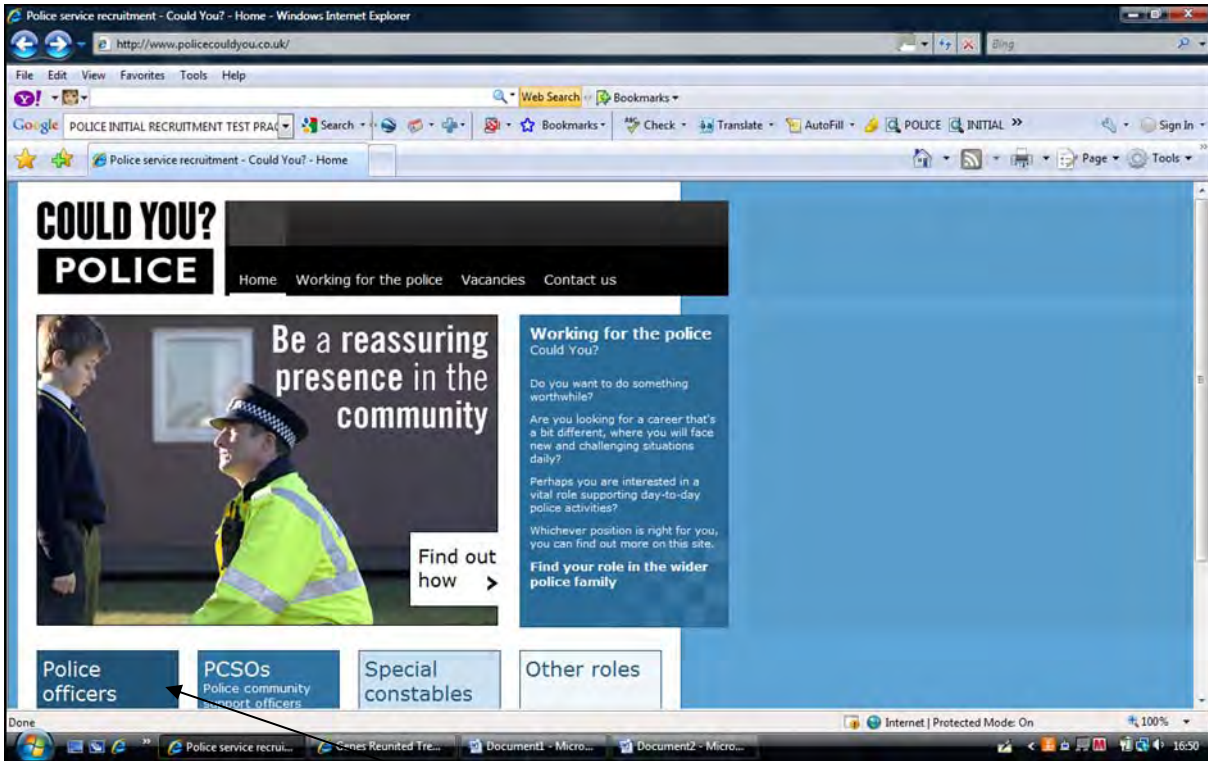 Police service recruitment - Could You? - Home - Windows Internet Explorer
http://www.policecouldyou.co.uk/
Bing
File Edit View Favorites Tools Help
Y! Web Search Bookmarks
Google POLICE INITIAL RECRUITMENT TEST PRAC Search Bookmarks Check Translate AutoFill POLICE INITIAL » Sign In
Police service recruitment - Could You? - Home Page Tools »
COULD YOU?
POLICE
Home Working for the police Vacancies Contact us
Be a reassuring
presence in the
community
Find out
how >
Working for the police
Could You?
Do you want to do something
worthwhile?
Are you looking for a career that's
a bit different, where you will face
new and challenging situations
daily?
Perhaps you are interested in a
vital role supporting day-to-day
police activities?
Whichever position is right for you,
you can find out more on this site.
Find your role in the wider
police family
Police
officers
PCSOs
Police community
support officers
Special
constables
Other roles
Done Internet | Protected Mode: On 100%
» Police service recrui... Genes Reunited Tre... Document1 - Micro... Document2 - Micro... < M 16:50